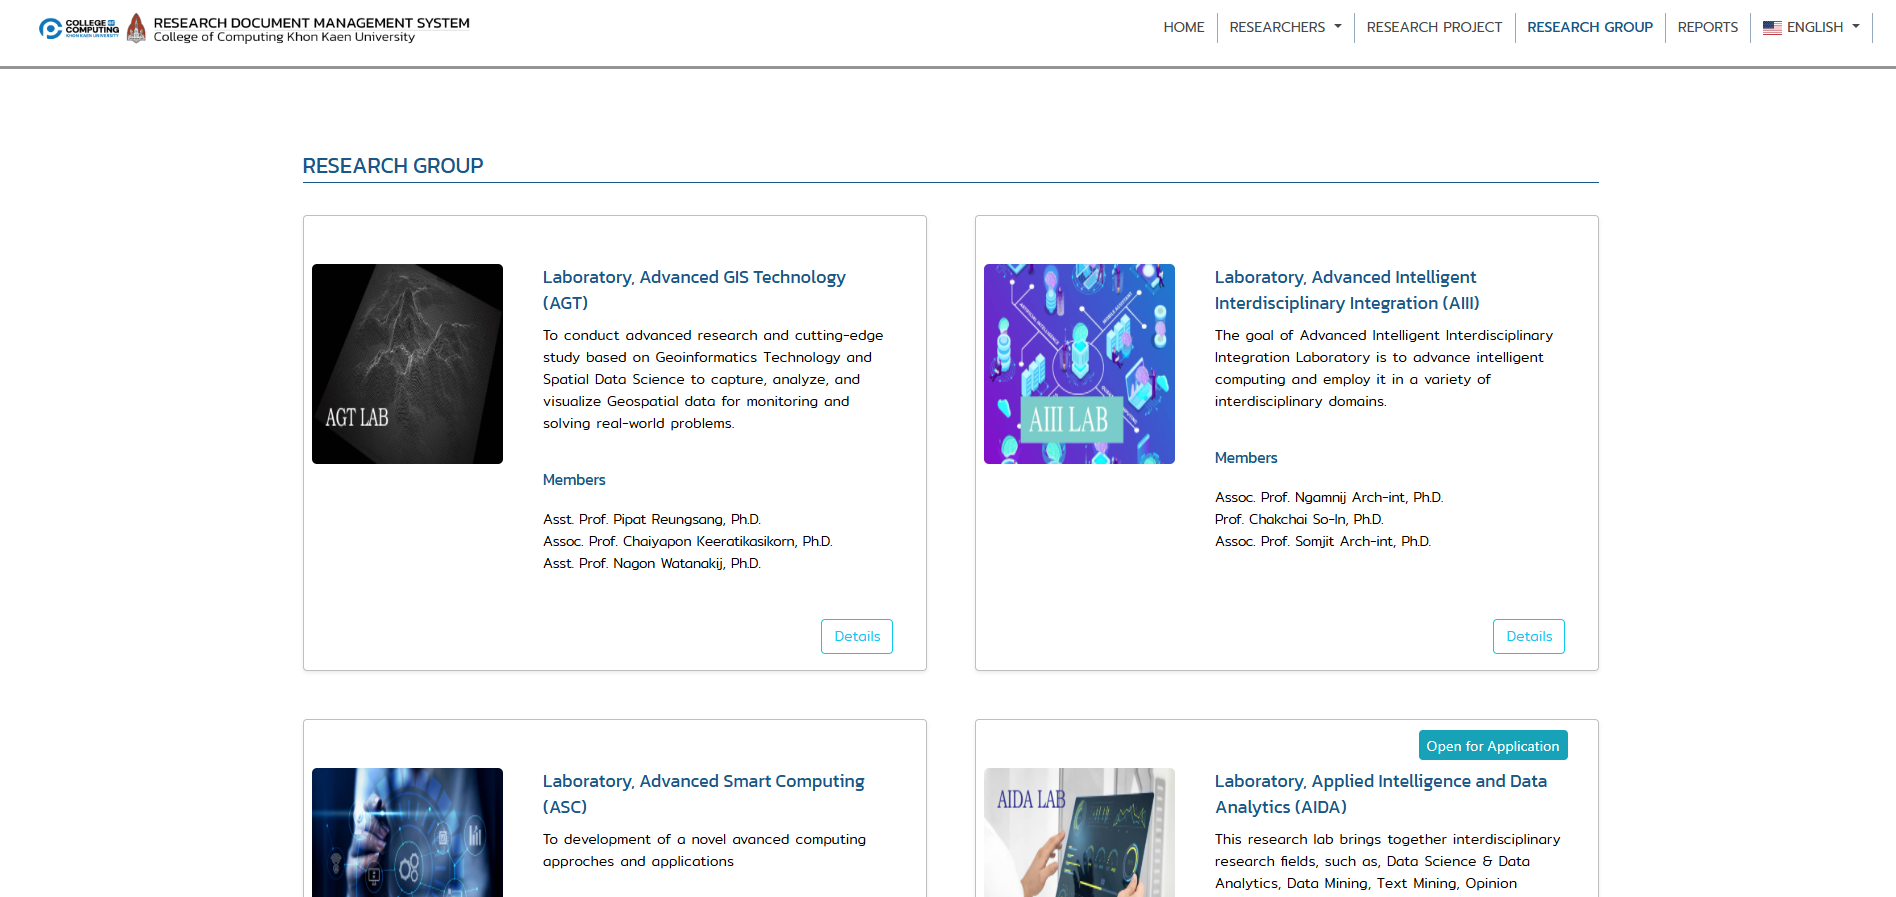 COLLEGE OF
COMPUTING
KHON KAEN UNIVERSITY
RESEARCH DOCUMENT MANAGEMENT SYSTEM
College of Computing Khon Kaen University
HOME
RESEARCHERS
RESEARCH PROJECT
RESEARCH GROUP
REPORTS
ENGLISH
RESEARCH GROUP
AGT LAB
Laboratory, Advanced GIS Technology
(AGT)
To conduct advanced research and cutting-edge
study based on Geoinformatics Technology and
Spatial Data Science to capture, analyze, and
visualize Geospatial data for monitoring and
solving real-world problems.
Members
Asst. Prof. Pipat Reungsang, Ph.D.
Assoc. Prof. Chaiyapon Keeratikasikorn, Ph.D.
Asst. Prof. Nagon Watanakij, Ph.D.
Details
ARTIFICIAL INTELLIGENCE
AIII LAB
Laboratory, Advanced Intelligent
Interdisciplinary Integration (AIII)
The goal of Advanced Intelligent Interdisciplinary
Integration Laboratory is to advance intelligent
computing and employ it in a variety of
interdisciplinary domains.
Members
Assoc. Prof. Ngamnij Arch-int, Ph.D.
Prof. Chakchai So-In, Ph.D.
Assoc. Prof. Somjit Arch-int, Ph.D.
Details
Laboratory, Advanced Smart Computing
(ASC)
To development of a novel avanced computing
approches and applications
Open for Application
AIDA LAB
Laboratory, Applied Intelligence and Data
Analytics (AIDA)
This research lab brings together interdisciplinary
research fields, such as, Data Science & Data
Analytics, Data Mining, Text Mining, Opinion